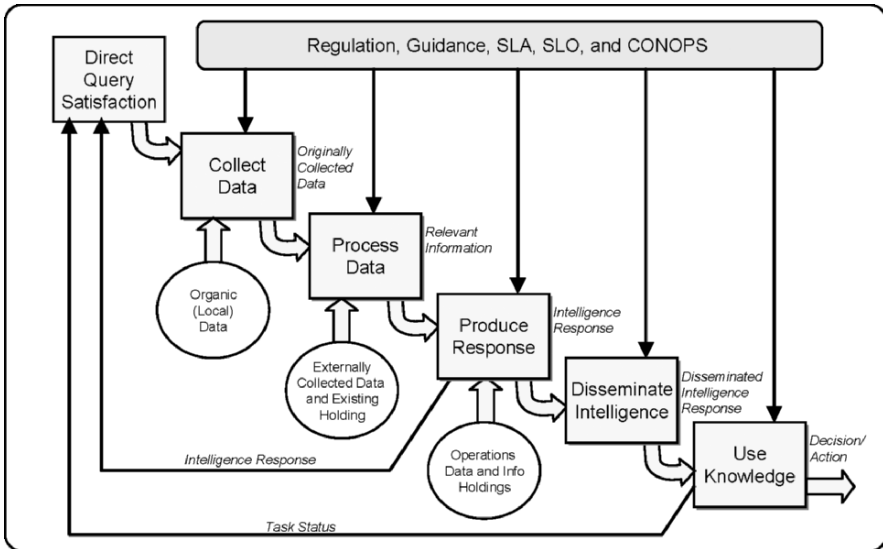 Regulation, Guidance, SLA, SLO, and CONOPS
Direct
Query
Satisfaction
Collect
Data
Originally
Collected
Data
Organic
(Local)
Data
Process
Data
Relevant
Information
Externally
Collected Data
and Existing
Holding
Produce
Response
Intelligence
Response
Operations
Data and Info
Holdings
Disseminate
Intelligence
Disseminated
Intelligence
Response
Use
Knowledge
Decision/
Action
Intelligence Response
Task Status